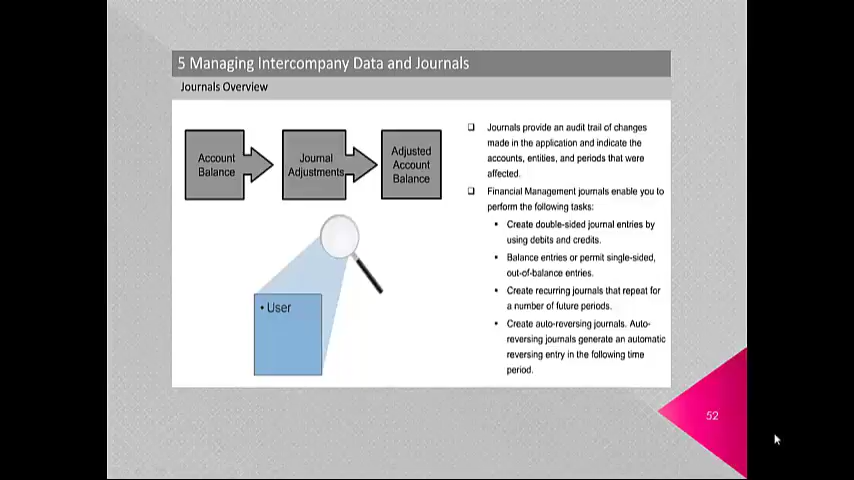 5 Managing Intercompany Data and Journals
Journals Overview
Account
Balance
Journal
Adjustments
Adjusted
Account
Balance
• User
❑ Journals provide an audit trail of changes
made in the application and indicate the
accounts, entities, and periods that were
affected.
❑ Financial Management journals enable you to
perform the following tasks:
• Create double-sided journal entries by
using debits and credits.
• Balance entries or permit single-sided,
out-of-balance entries.
• Create recurring journals that repeat for
a number of future periods.
• Create auto-reversing journals. Auto-
reversing journals generate an automatic
reversing entry in the following time
period.
52